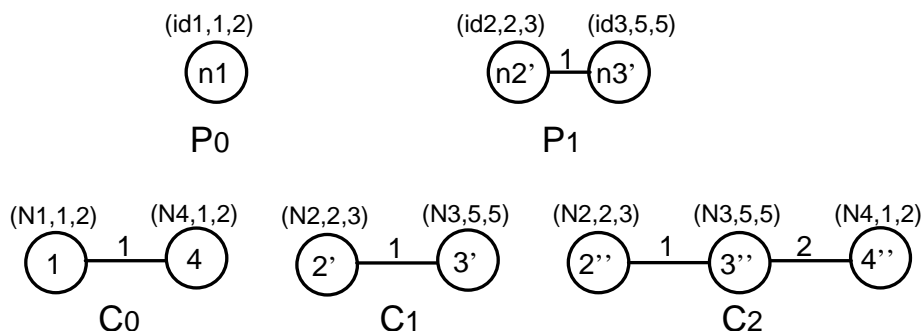 (id1,1,2) (id2,2,3) (id3,5,5)
n1 n2’ 1 n3’
P0 P1
(N1,1,2) (N4,1,2) (N2,2,3) (N3,5,5) (N2,2,3) (N3,5,5) (N4,1,2)
1 1 4 2' 1 3' 2'' 1 3’’ 2 4’’
C0 C1 C2